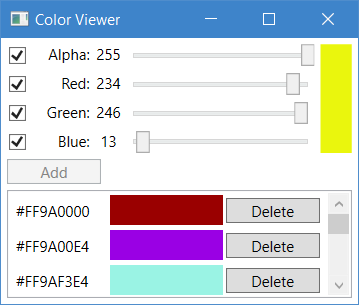 Color Viewer
Alpha: 255
Red: 234
Green: 246
Blue: 13
Add
#FF9A0000 Delete
#FF9A00E4 Delete
#FF9AF3E4 Delete